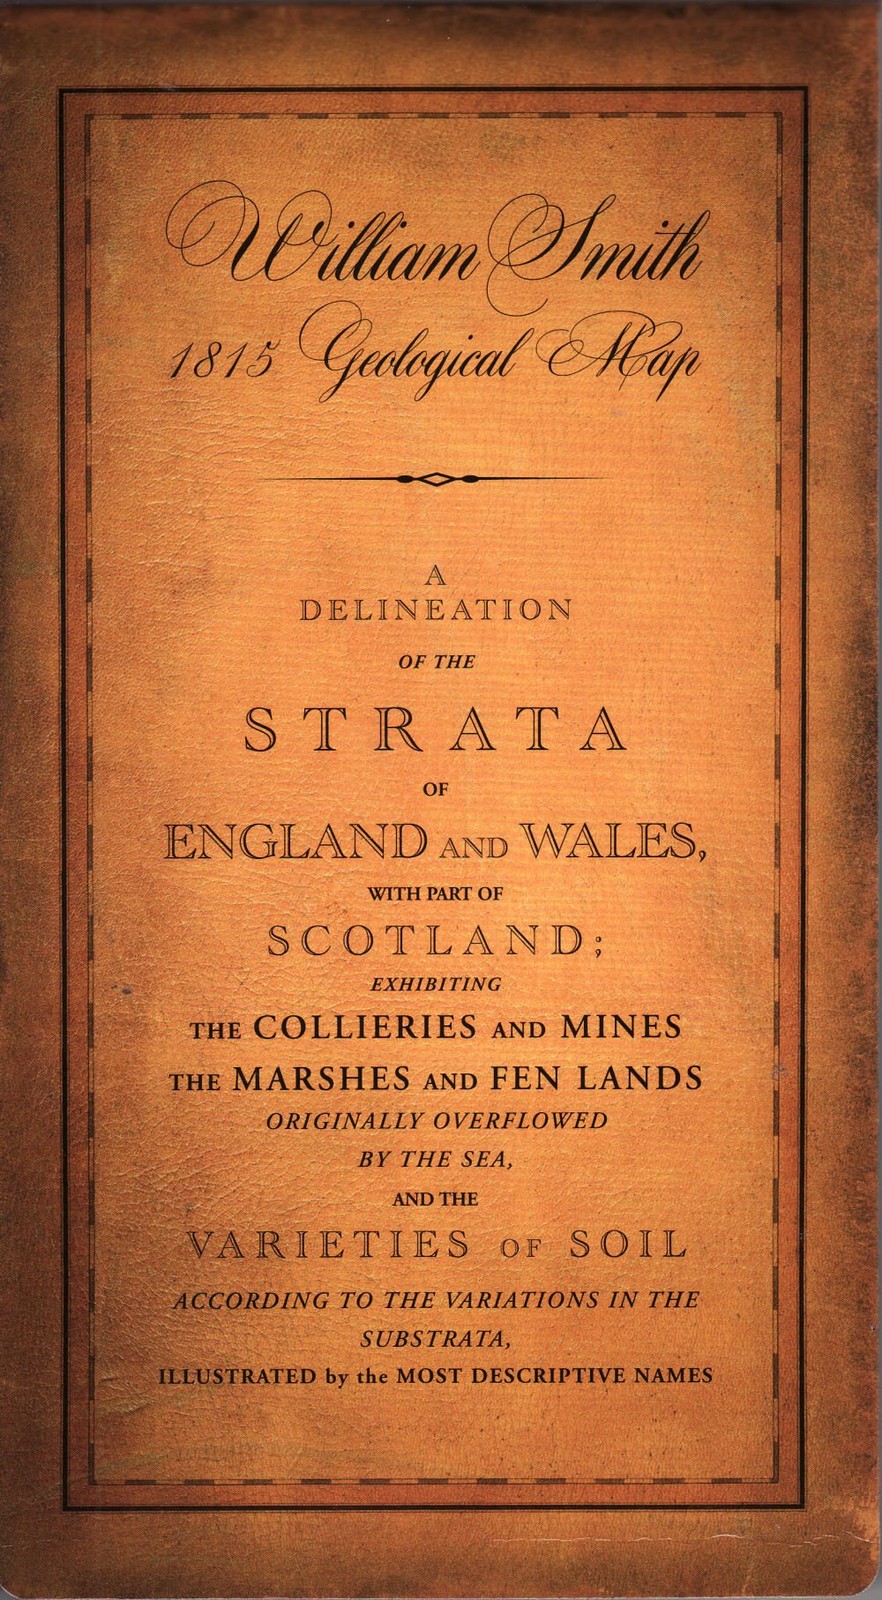 William Smith
1815 Geological Map
A
DELINEATION
OF THE
STRATA
OF
ENGLAND AND WALES,
WITH PART OF
SCOTLAND;
EXHIBITING
THE COLLIERIES AND MINES
THE MARSHES AND FEN LANDS
ORIGINALLY OVERFLOWED
BY THE SEA,
AND THE
VARIETIES OF SOIL
ACCORDING TO THE VARIATIONS IN THE
SUBSTRATA,
ILLUSTRATED by the MOST DESCRIPTIVE NAMES